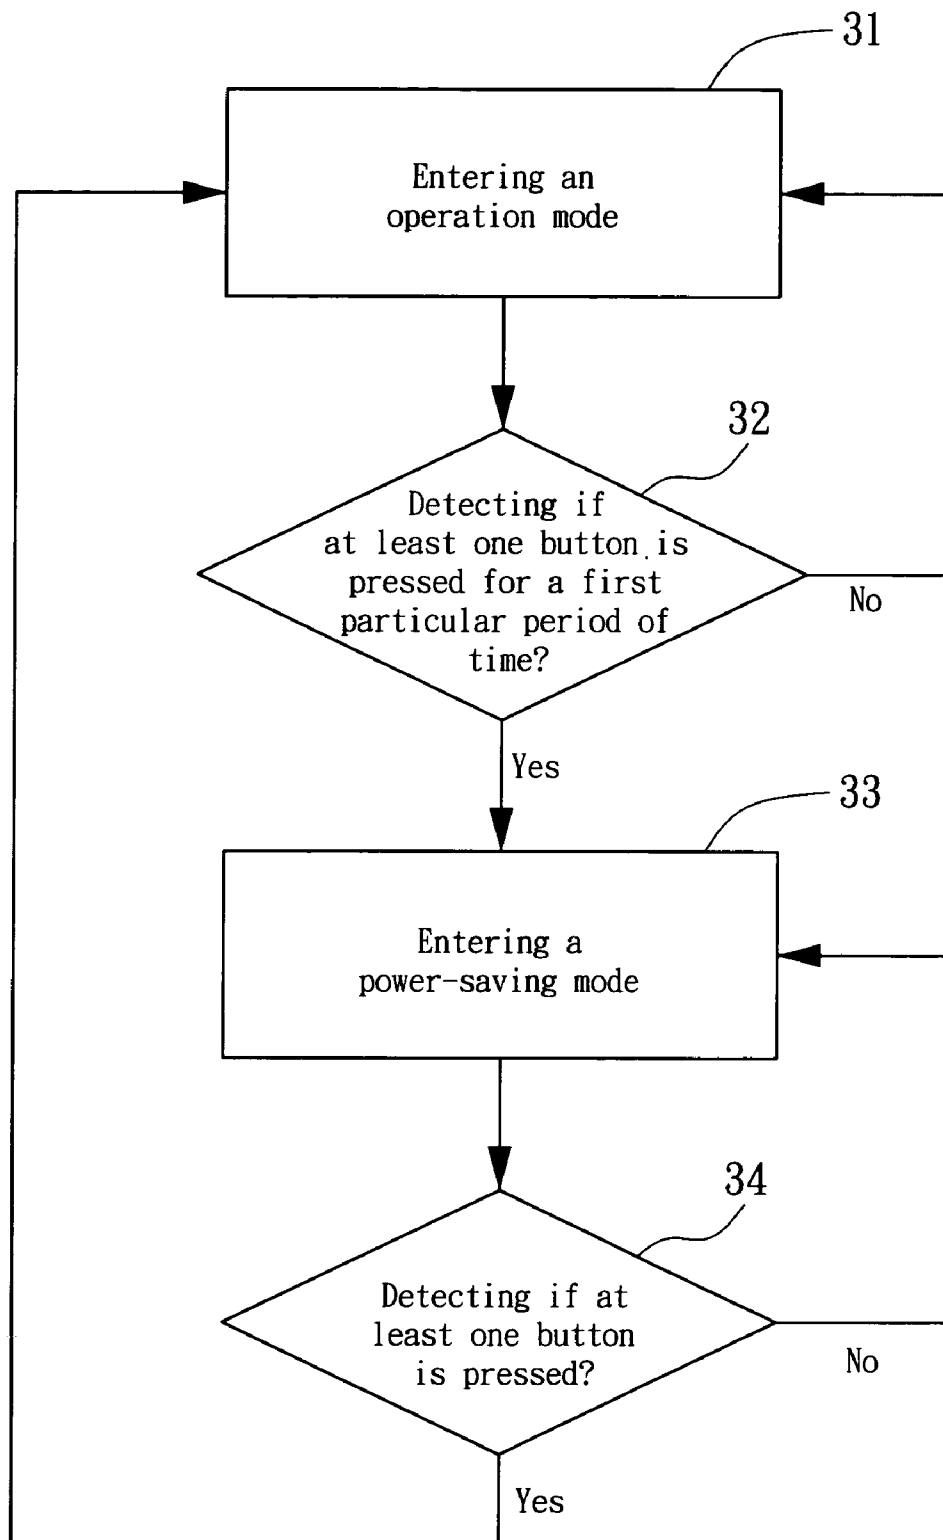 31
Entering an
operation mode
32
Detecting if
at least one button is
pressed for a first
particular period of
time?
No
Yes
33
Entering a
power-saving mode
34
Detecting if at
least one button
is pressed?
No
Yes